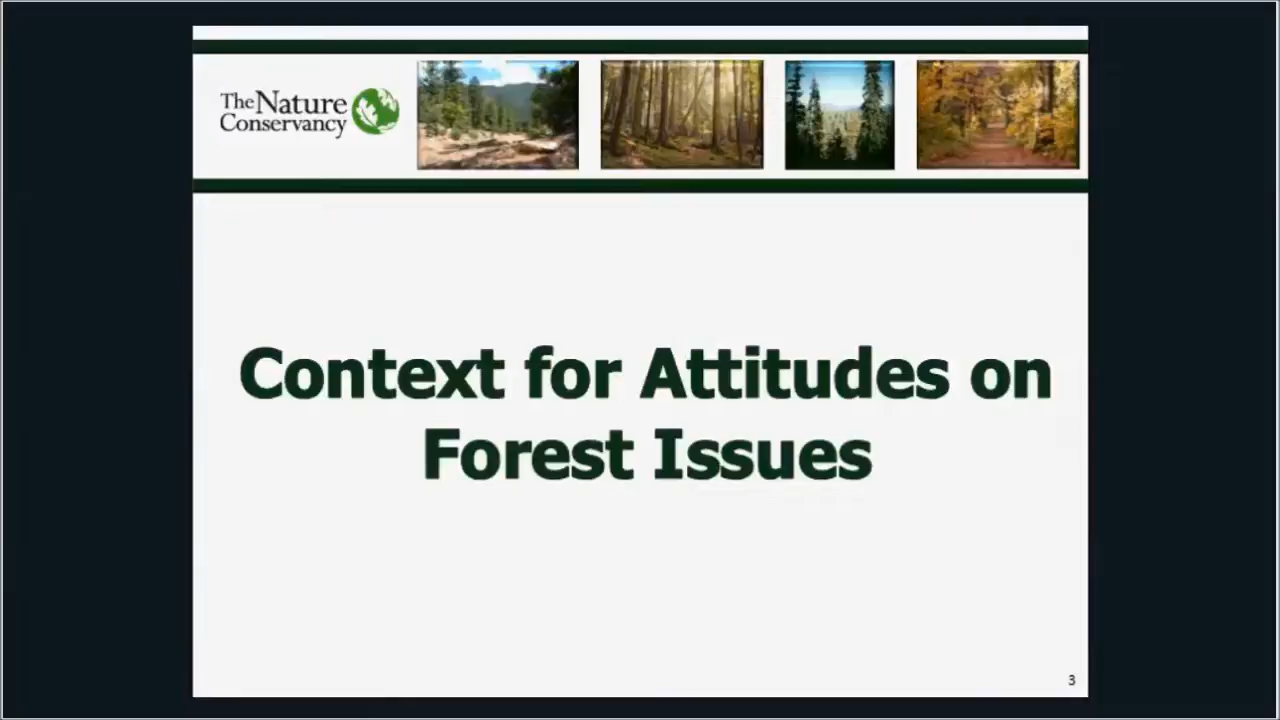 The Nature
Conservancy
Context for Attitudes on
Forest Issues
3